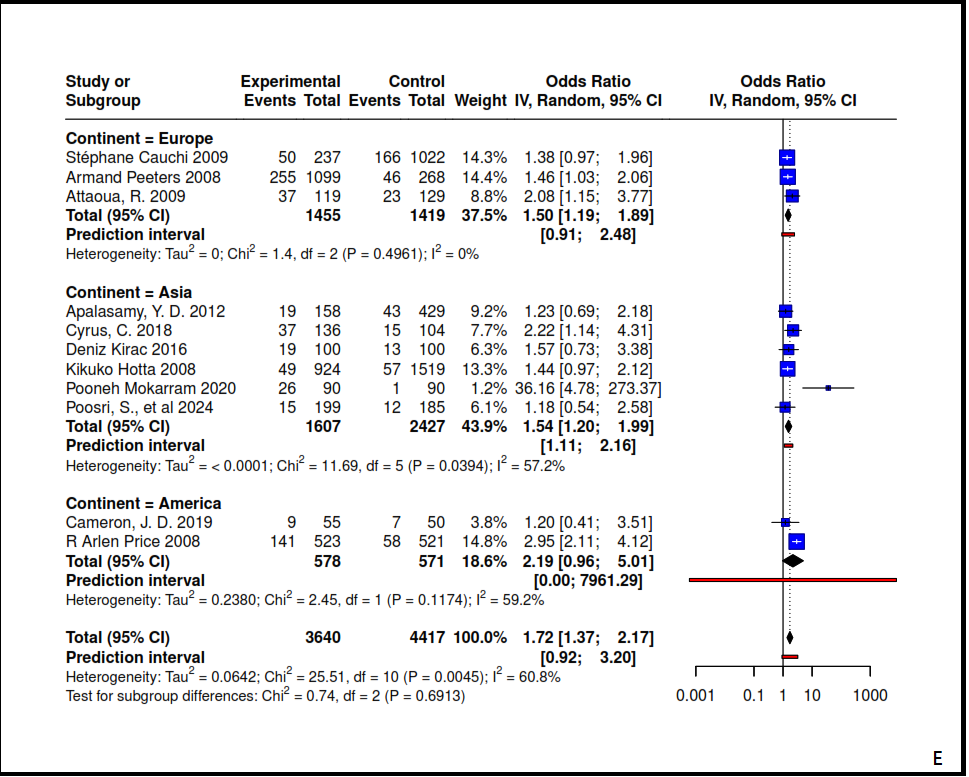 Study or Experimental Control Odds Ratio Odds Ratio
Subgroup Events Total Events Total Weight IV, Random, 95% CI IV, Random, 95% CI
Continent = Europe
Stéphane Cauchi 2009 50 237 166 1022 14.3% 1.38 [0.97; 1.96]
Armand Peeters 2008 255 1099 46 268 14.4% 1.46 [1.03; 2.06]
Attaoua, R. 2009 37 119 23 129 8.8% 2.08 [1.15; 3.77]
Total (95% CI) 1455 1419 37.5% 1.50 [1.19; 1.89]
Prediction interval [0.91; 2.48]
Heterogeneity: Tau² = 0; Chi² = 1.4, df = 2 (P = 0.4961); I² = 0%
Continent = Asia
Apalasamy, Y. D. 2012 19 158 43 429 9.2% 1.23 [0.69; 2.18]
Cyrus, C. 2018 37 136 15 104 7.7% 2.22 [1.14; 4.31]
Deniz Kirac 2016 19 100 13 100 6.3% 1.57 [0.73; 3.38]
Kikuko Hotta 2008 49 924 57 1519 13.3% 1.44 [0.97; 2.12]
Pooneh Mokarram 2020 26 90 1 90 1.2% 36.16 [4.78; 273.37]
Poosri, S., et al 2024 15 199 12 185 6.1% 1.18 [0.54; 2.58]
Total (95% CI) 1607 2427 43.9% 1.54 [1.20; 1.99]
Prediction interval [1.11; 2.16]
Heterogeneity: Tau² = < 0.0001; Chi² = 11.69, df = 5 (P = 0.0394); I² = 57.2%
Continent = America
Cameron, J. D. 2019 9 55 7 50 3.8% 1.20 [0.41; 3.51]
R Arlen Price 2008 141 523 58 521 14.8% 2.95 [2.11; 4.12]
Total (95% CI) 578 571 18.6% 2.19 [0.96; 5.01]
Prediction interval [0.00; 7961.29]
Heterogeneity: Tau² = 0.2380; Chi² = 2.45, df = 1 (P = 0.1174); I² = 59.2%
Total (95% CI) 3640 4417 100.0% 1.72 [1.37; 2.17]
Prediction interval [0.92; 3.20]
Heterogeneity: Tau² = 0.0642; Chi² = 25.51, df = 10 (P = 0.0045); I² = 60.8%
Test for subgroup differences: Chi² = 0.74, df = 2 (P = 0.6913)
0.001 0.1 1 10 1000
E